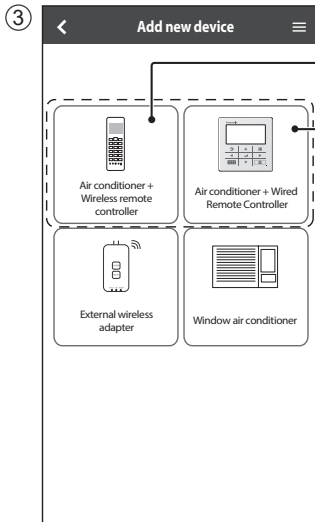 ③
Add new device
Air conditioner +
Wireless remote
controller
Air conditioner + Wired
Remote Controller
External wireless
adapter
Window air conditioner